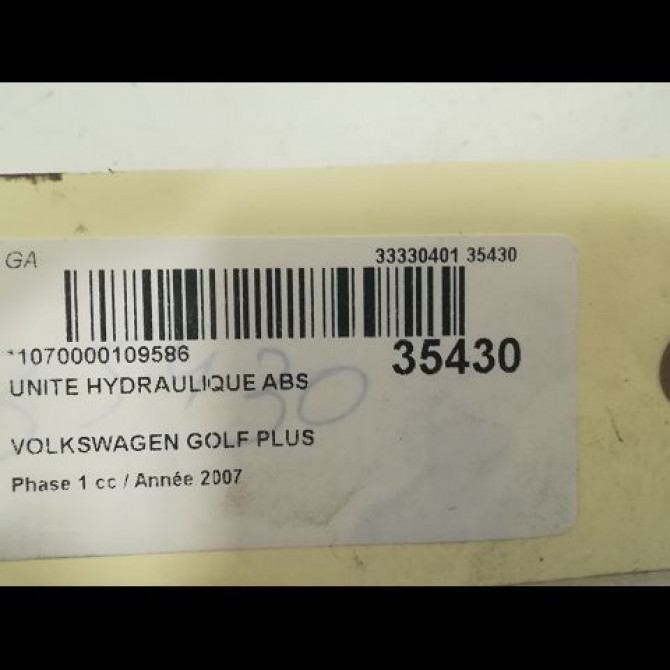 GA 33330401 35430
*1070000109586 35430
UNITE HYDRAULIQUE ABS
VOLKSWAGEN GOLF PLUS
Phase 1 cc / Année 2007